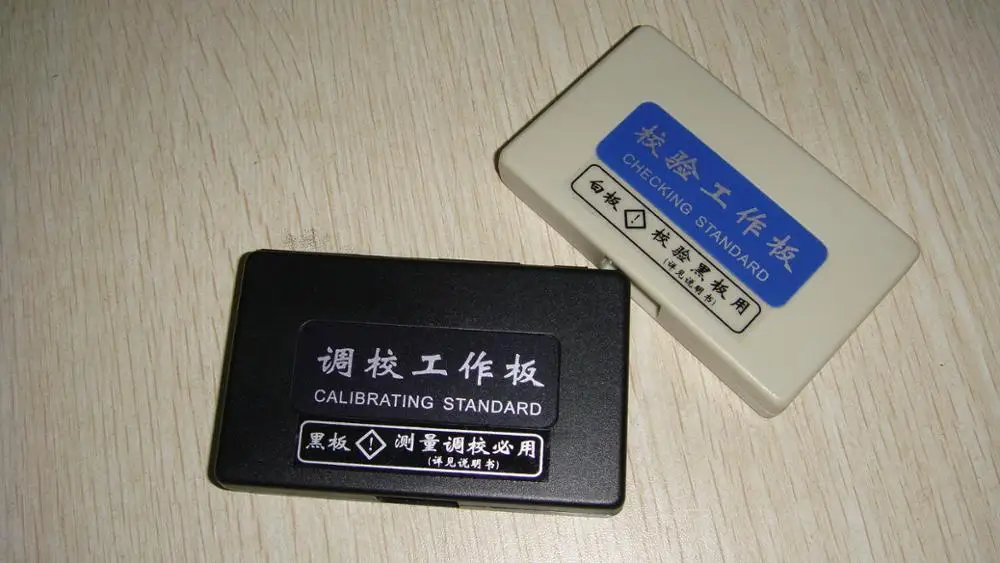 校验工作板
CHECKING STANDARD
白板 ! 校验黑板用
(详见说明书)
调校工作板
CALIBRATING STANDARD
黑板 ! 测量调校必用
(详见说明书)